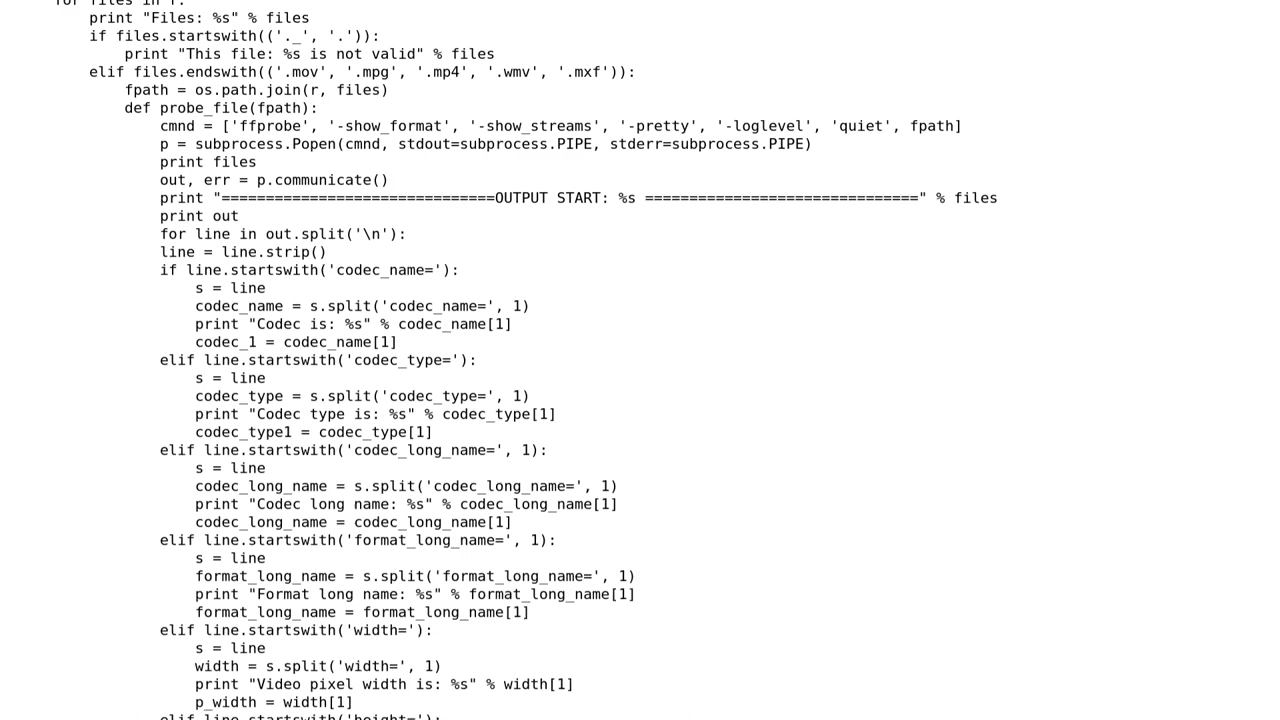 for files in f:
print "Files: %s" % files
if files.startswith(('._', '.')):
print "This file: %s is not valid" % files
elif files.endswith(('.mov', '.mpg', '.mp4', '.wmv', '.mxf')):
fpath = os.path.join(r, files)
def probe_file(fpath):
cmnd = ['ffprobe', '-show_format', '-show_streams', '-pretty', '-loglevel', 'quiet', fpath]
p = subprocess.Popen(cmnd, stdout=subprocess.PIPE, stderr=subprocess.PIPE)
print files
out, err = p.communicate()
print "===============================OUTPUT START: %s ===============================" % files
print out
for line in out.split('\n'):
line = line.strip()
if line.startswith('codec_name='):
s = line
codec_name = s.split('codec_name=', 1)
print "Codec is: %s" % codec_name[1]
codec_1 = codec_name[1]
elif line.startswith('codec_type='):
s = line
codec_type = s.split('codec_type=', 1)
print "Codec type is: %s" % codec_type[1]
codec_type1 = codec_type[1]
elif line.startswith('codec_long_name=', 1):
s = line
codec_long_name = s.split('codec_long_name=', 1)
print "Codec long name: %s" % codec_long_name[1]
codec_long_name = codec_long_name[1]
elif line.startswith('format_long_name=', 1):
s = line
format_long_name = s.split('format_long_name=', 1)
print "Format long name: %s" % format_long_name[1]
format_long_name = format_long_name[1]
elif line.startswith('width='):
s = line
width = s.split('width=', 1)
print "Video pixel width is: %s" % width[1]
p_width = width[1]
elif line.startswith('height='):